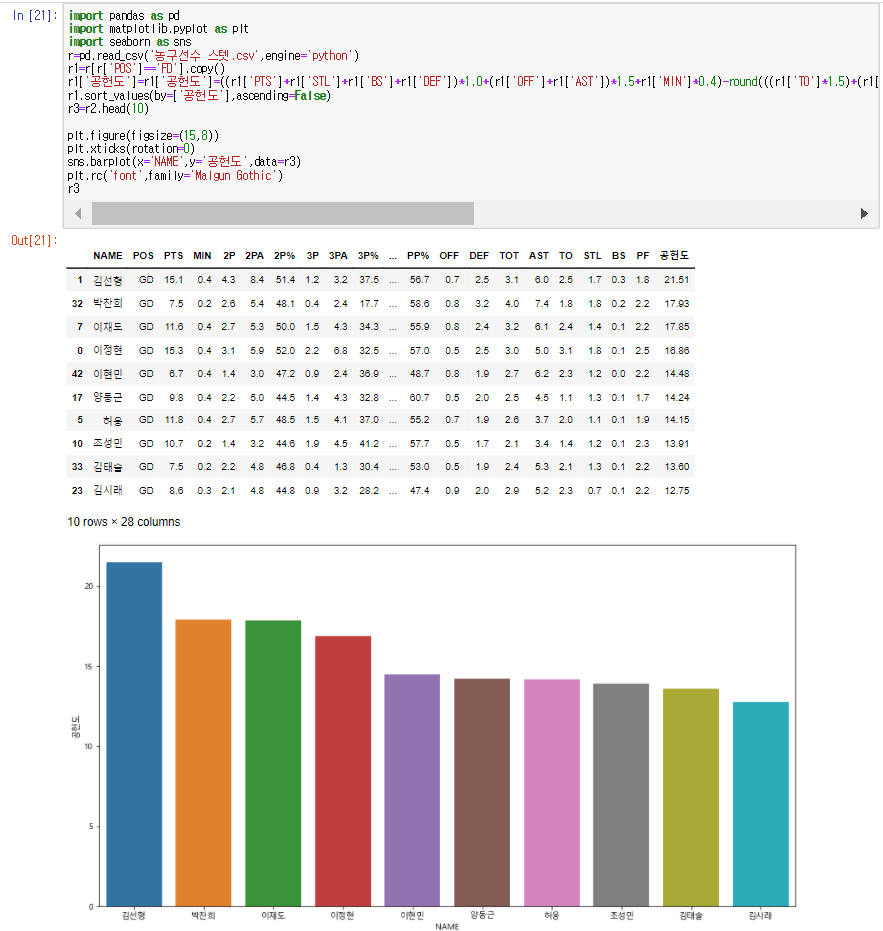 In [21]:
import pandas as pd
import matplotlib.pyplot as plt
import seaborn as sns
r=pd.read_csv('농구선수 스텟.csv',engine='python')
r1=r[r['POS']=='FD'].copy()
r1['공헌도']=r1['공헌도']=((r1['PTS']+r1['STL']+r1['BS']+r1['DEF'])*1.0+(r1['OFF']+r1['AST'])*1.5+r1['MIN']*0.4)-round(((r1['TO']*1.5)+(r1[
r1.sort_values(by=['공헌도'],ascending=False)
r3=r2.head(10)
plt.figure(figsize=(15,8))
plt.xticks(rotation=0)
sns.barplot(x='NAME',y='공헌도',data=r3)
plt.rc('font',family='Malgun Gothic')
r3
Out[21]:
NAME POS PTS MIN 2P 2PA 2P% 3P 3PA 3P% ... PP% OFF DEF TOT AST TO STL BS PF 공헌도
1 김선형 GD 15.1 0.4 4.3 8.4 51.4 1.2 3.2 37.5 ... 56.7 0.7 2.5 3.1 6.0 2.5 1.7 0.3 1.8 21.51
32 박찬희 GD 7.5 0.2 2.6 5.4 48.1 0.4 2.4 17.7 ... 58.6 0.8 3.2 4.0 7.4 1.8 1.8 0.2 2.2 17.93
7 이재도 GD 11.6 0.4 2.7 5.3 50.0 1.5 4.3 34.3 ... 55.9 0.8 2.4 3.2 6.1 2.4 1.4 0.1 2.2 17.85
0 이정현 GD 15.3 0.4 3.1 5.9 52.0 2.2 6.8 32.5 ... 57.0 0.5 2.5 3.0 5.0 3.1 1.8 0.1 2.5 16.86
42 이현민 GD 6.7 0.4 1.4 3.0 47.2 0.9 2.4 36.9 ... 48.7 0.8 1.9 2.7 6.2 2.3 1.2 0.0 2.2 14.48
17 양동근 GD 9.8 0.4 2.2 5.0 44.5 1.4 4.3 32.8 ... 60.7 0.5 2.0 2.5 4.5 1.1 1.3 0.1 1.7 14.24
5 허웅 GD 11.8 0.4 2.7 5.7 48.5 1.5 4.1 37.0 ... 55.2 0.7 1.9 2.6 3.7 2.0 1.1 0.1 1.9 14.15
10 조성민 GD 10.7 0.2 1.4 3.2 44.6 1.9 4.5 41.2 ... 57.7 0.5 1.7 2.1 3.4 1.4 1.2 0.1 2.3 13.91
33 김태술 GD 7.5 0.2 2.2 4.8 46.8 0.4 1.3 30.4 ... 53.0 0.5 1.9 2.4 5.3 2.1 1.3 0.1 2.2 13.60
23 김시래 GD 8.6 0.3 2.1 4.8 44.8 0.9 3.2 28.2 ... 47.4 0.9 2.0 2.9 5.2 2.3 0.7 0.1 2.2 12.75
10 rows × 28 columns
20
15
공헌도
10
5
0
김선형 박찬희 이재도 이정현 이현민 양동근 허웅 조성민 김태술 김시래
NAME